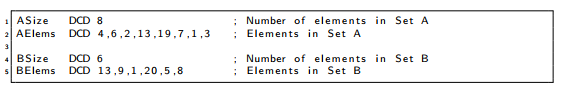 1 ASize DCD 8 ; Number of elements in Set A
2 AElems DCD 4,6,2,13,19,7,1,3 ; Elements in Set A
3
4 BSize DCD 6 ; Number of elements in Set B
5 BElems DCD 13,9,1,20,5,8 ; Elements in Set B